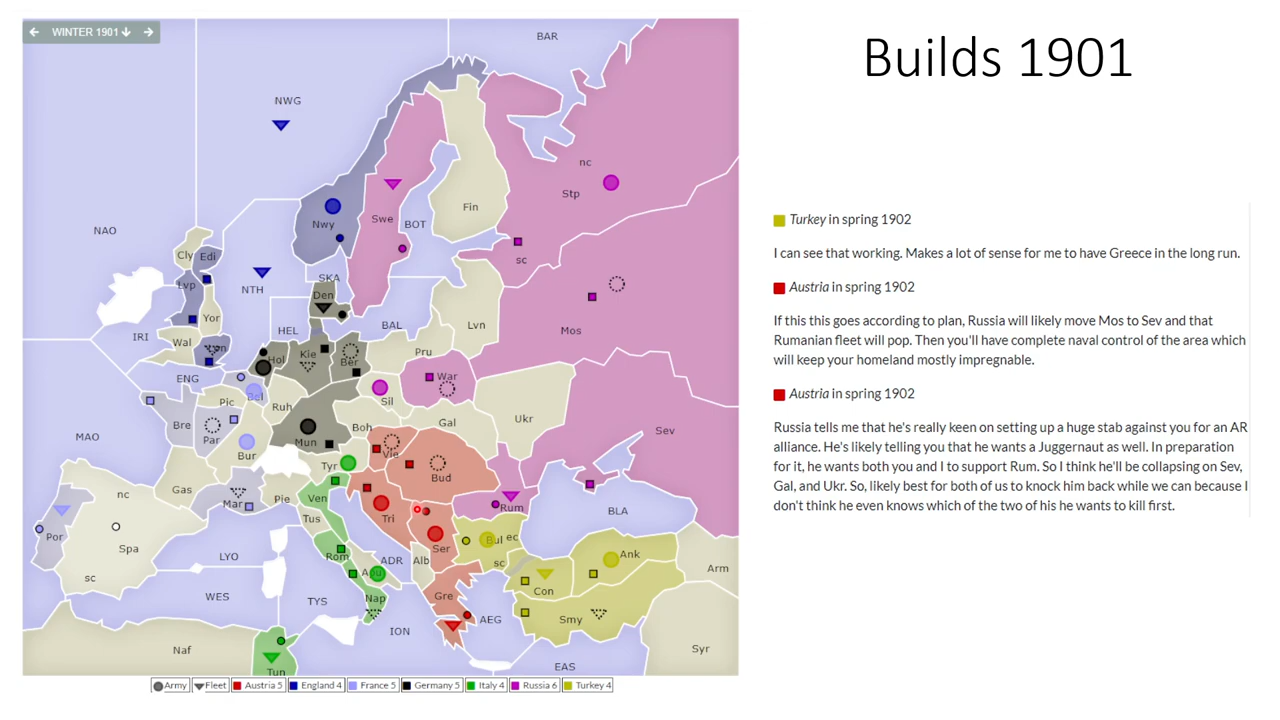 WINTER 1901
Builds 1901
BAR
NWG
nc
Stp
NAO
Fin
Nwy
Swe
BOT
Cly
Edi
sc
SKA
NTH
Den
Lvp
Yor
Mos
IRI
HEL
BAL
Lvn
Wal
Lon
Hol
Kie
Ber
Pru
ENG
War
Bel
Pic
Ruh
Sil
Ukr
Bre
Par
Boh
Gal
Sev
MAO
Mun
Vie
Bur
Tyr
Bud
nc
Gas
Mar
Pie
Ven
Rum
Por
Tus
Tri
BLA
Spa
Ser
Bul
ec
Ank
LYO
Rom
ADR
Alb
sc
Arm
sc
Apu
Con
WES
TYS
Nap
Gre
AEG
Smy
ION
Naf
Syr
Tun
EAS
Army Fleet Austria 5 England 4 France 5 Germany 5 Italy 4 Russia 6 Turkey 4
Turkey in spring 1902
I can see that working. Makes a lot of sense for me to have Greece in the long run.
Austria in spring 1902
If this this goes according to plan, Russia will likely move Mos to Sev and that
Rumanian fleet will pop. Then you'll have complete naval control of the area which
will keep your homeland mostly impregnable.
Austria in spring 1902
Russia tells me that he's really keen on setting up a huge stab against you for an AR
alliance. He's likely telling you that he wants a Juggernaut as well. In preparation
for it, he wants both you and I to support Rum. So I think he'll be collapsing on Sev,
Gal, and Ukr. So, likely best for both of us to knock him back while we can because I
don't think he even knows which of the two of his he wants to kill first.